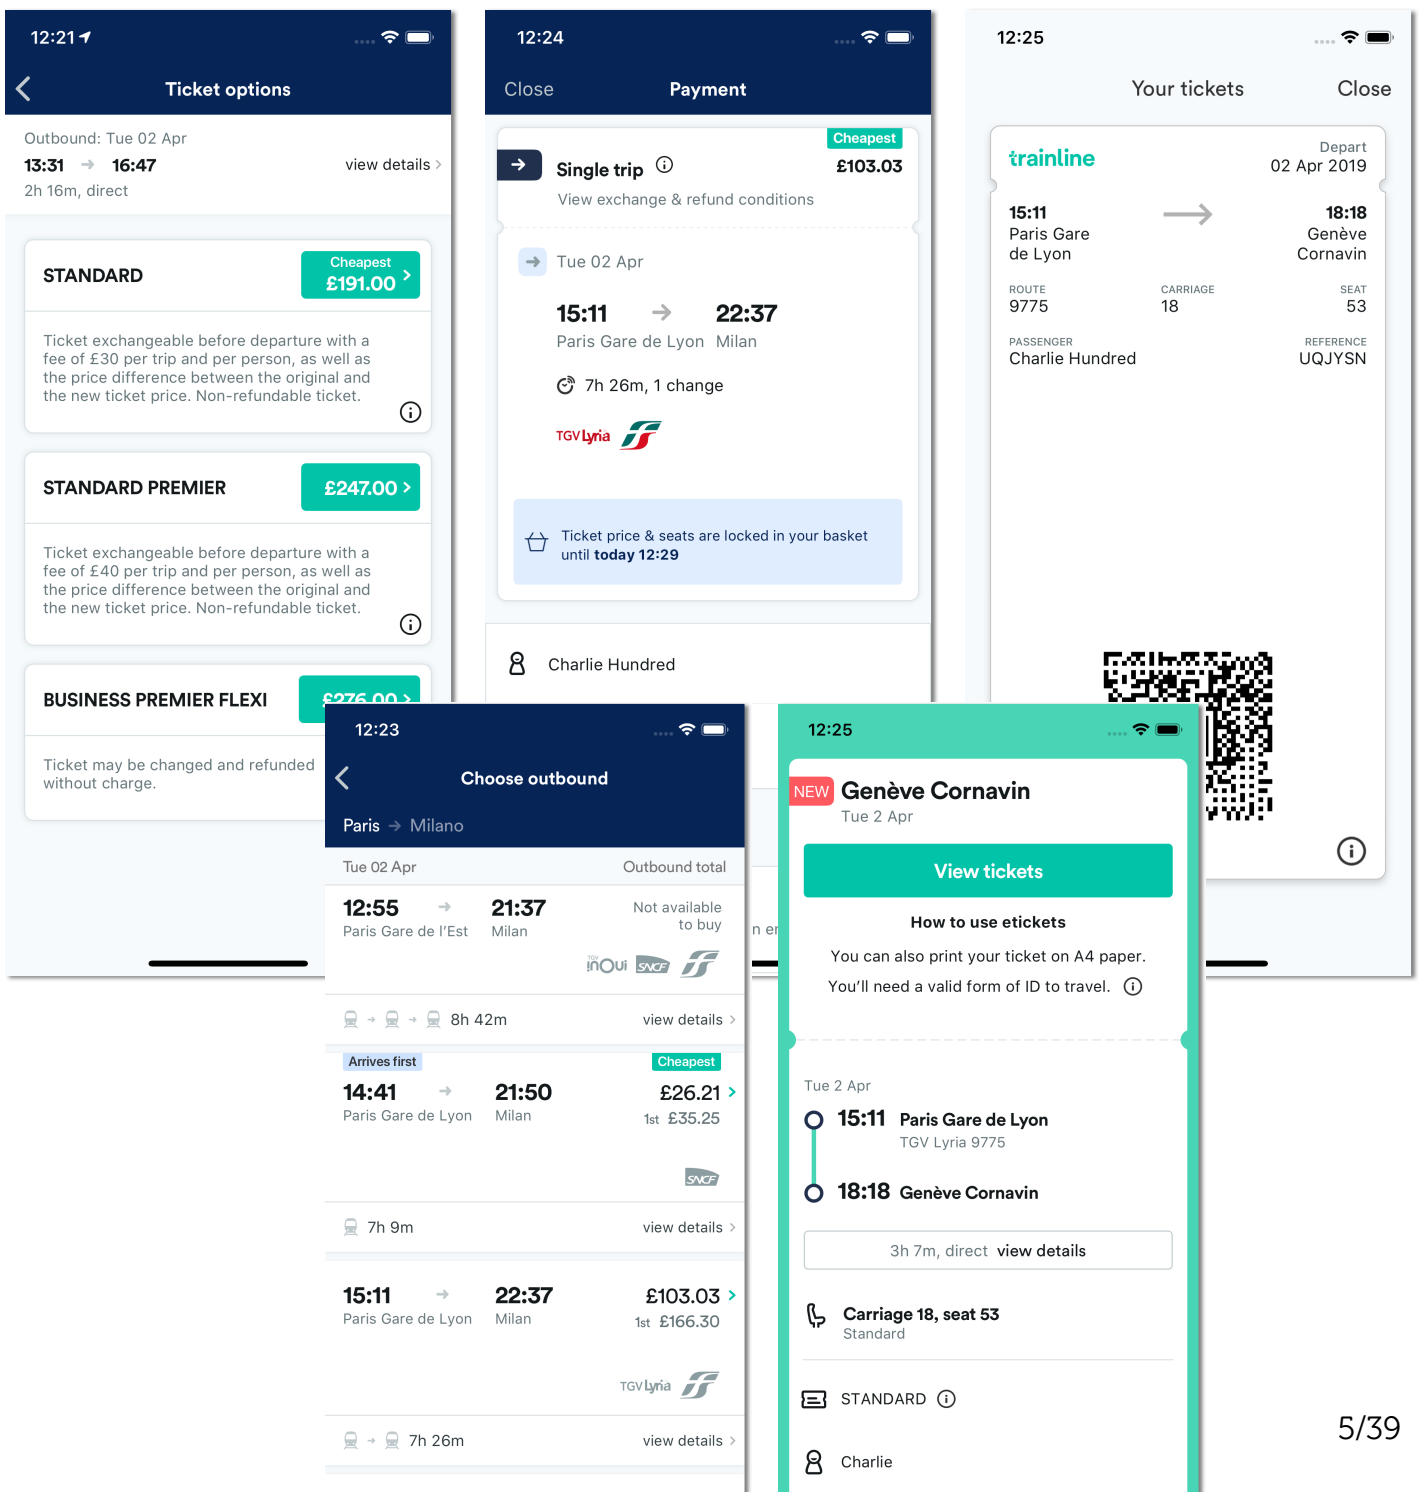 12:21
Ticket options
Outbound: Tue 02 Apr
13:31 → 16:47
view details >
2h 16m, direct
STANDARD
Cheapest
£191.00 >
Ticket exchangeable before departure with a
fee of £30 per trip and per person, as well as
the price difference between the original and
the new ticket price. Non-refundable ticket.
STANDARD PREMIER
£247.00 >
Ticket exchangeable before departure with a
fee of £40 per trip and per person, as well as
the price difference between the original and
the new ticket price. Non-refundable ticket.
BUSINESS PREMIER FLEXI
£276.00 >
Ticket may be changed and refunded
without charge.
12:24
Close
Payment
Cheapest
Single trip
£103.03
View exchange & refund conditions
Tue 02 Apr
15:11 → 22:37
Paris Gare de Lyon Milan
7h 26m, 1 change
TGV Lyria
Ticket price & seats are locked in your basket
until today 12:29
Charlie Hundred
12:25
Your tickets
Close
trainline
Depart
02 Apr 2019
15:11 → 18:18
Paris Gare
de Lyon
Genève
Cornavin
ROUTE CARRIAGE SEAT
9775 18 53
PASSENGER REFERENCE
Charlie Hundred UQJYSN
12:23
Choose outbound
Paris → Milano
Tue 02 Apr Outbound total
12:55 → 21:37
Not available
to buy
Paris Gare de l'Est Milan
TGV inOui SNCF
8h 42m view details >
Arrives first Cheapest
14:41 → 21:50 £26.21 >
Paris Gare de Lyon Milan 1st £35.25
SNCF
7h 9m view details >
15:11 → 22:37 £103.03 >
Paris Gare de Lyon Milan 1st £166.30
TGV Lyria
7h 26m view details >
12:25
NEW Genève Cornavin
Tue 2 Apr
View tickets
How to use etickets
You can also print your ticket on A4 paper.
You'll need a valid form of ID to travel.
Tue 2 Apr
15:11 Paris Gare de Lyon
TGV Lyria 9775
18:18 Genève Cornavin
3h 7m, direct view details
Carriage 18, seat 53
Standard
STANDARD
Charlie
5/39